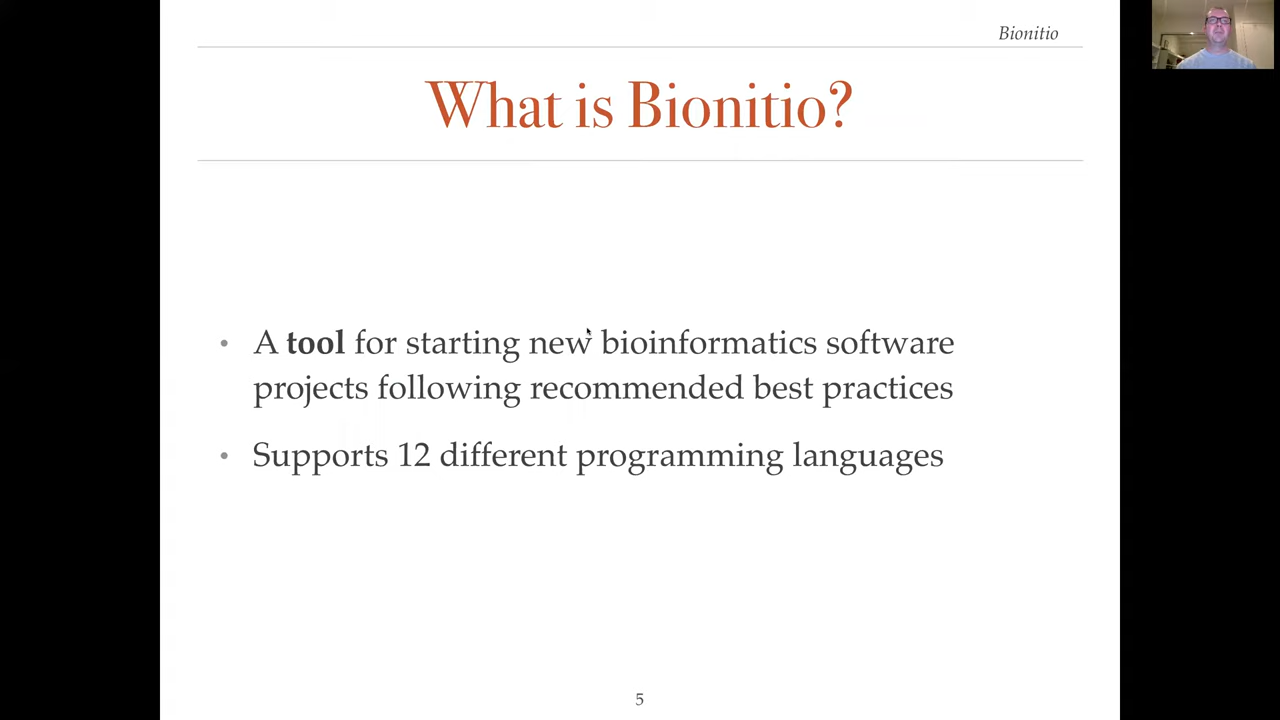 Bionitio
What is Bionitio?
• A tool for starting new bioinformatics software
projects following recommended best practices
• Supports 12 different programming languages
5